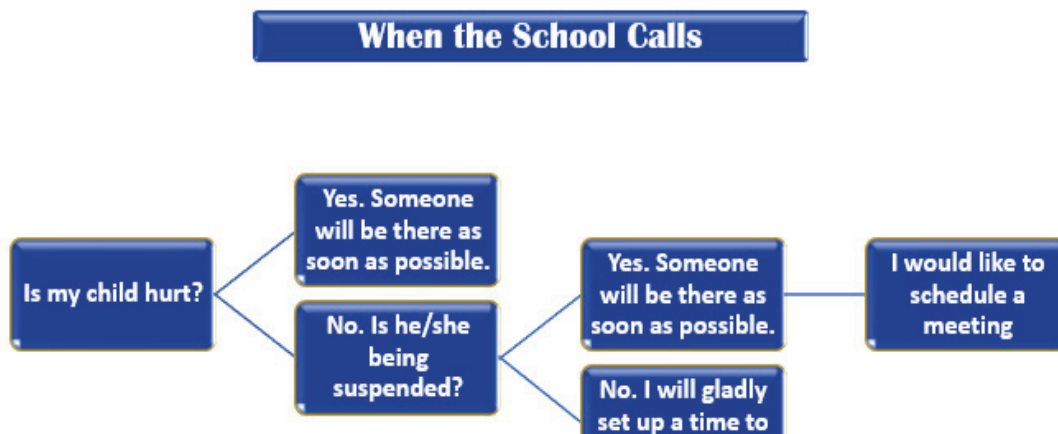 When the School Calls
Is my child hurt?
Yes. Someone
will be there as
soon as possible.
No. Is he/she
being
suspended?
Yes. Someone
will be there as
soon as possible.
No. I will gladly
set up a time to
I would like to
schedule a
meeting